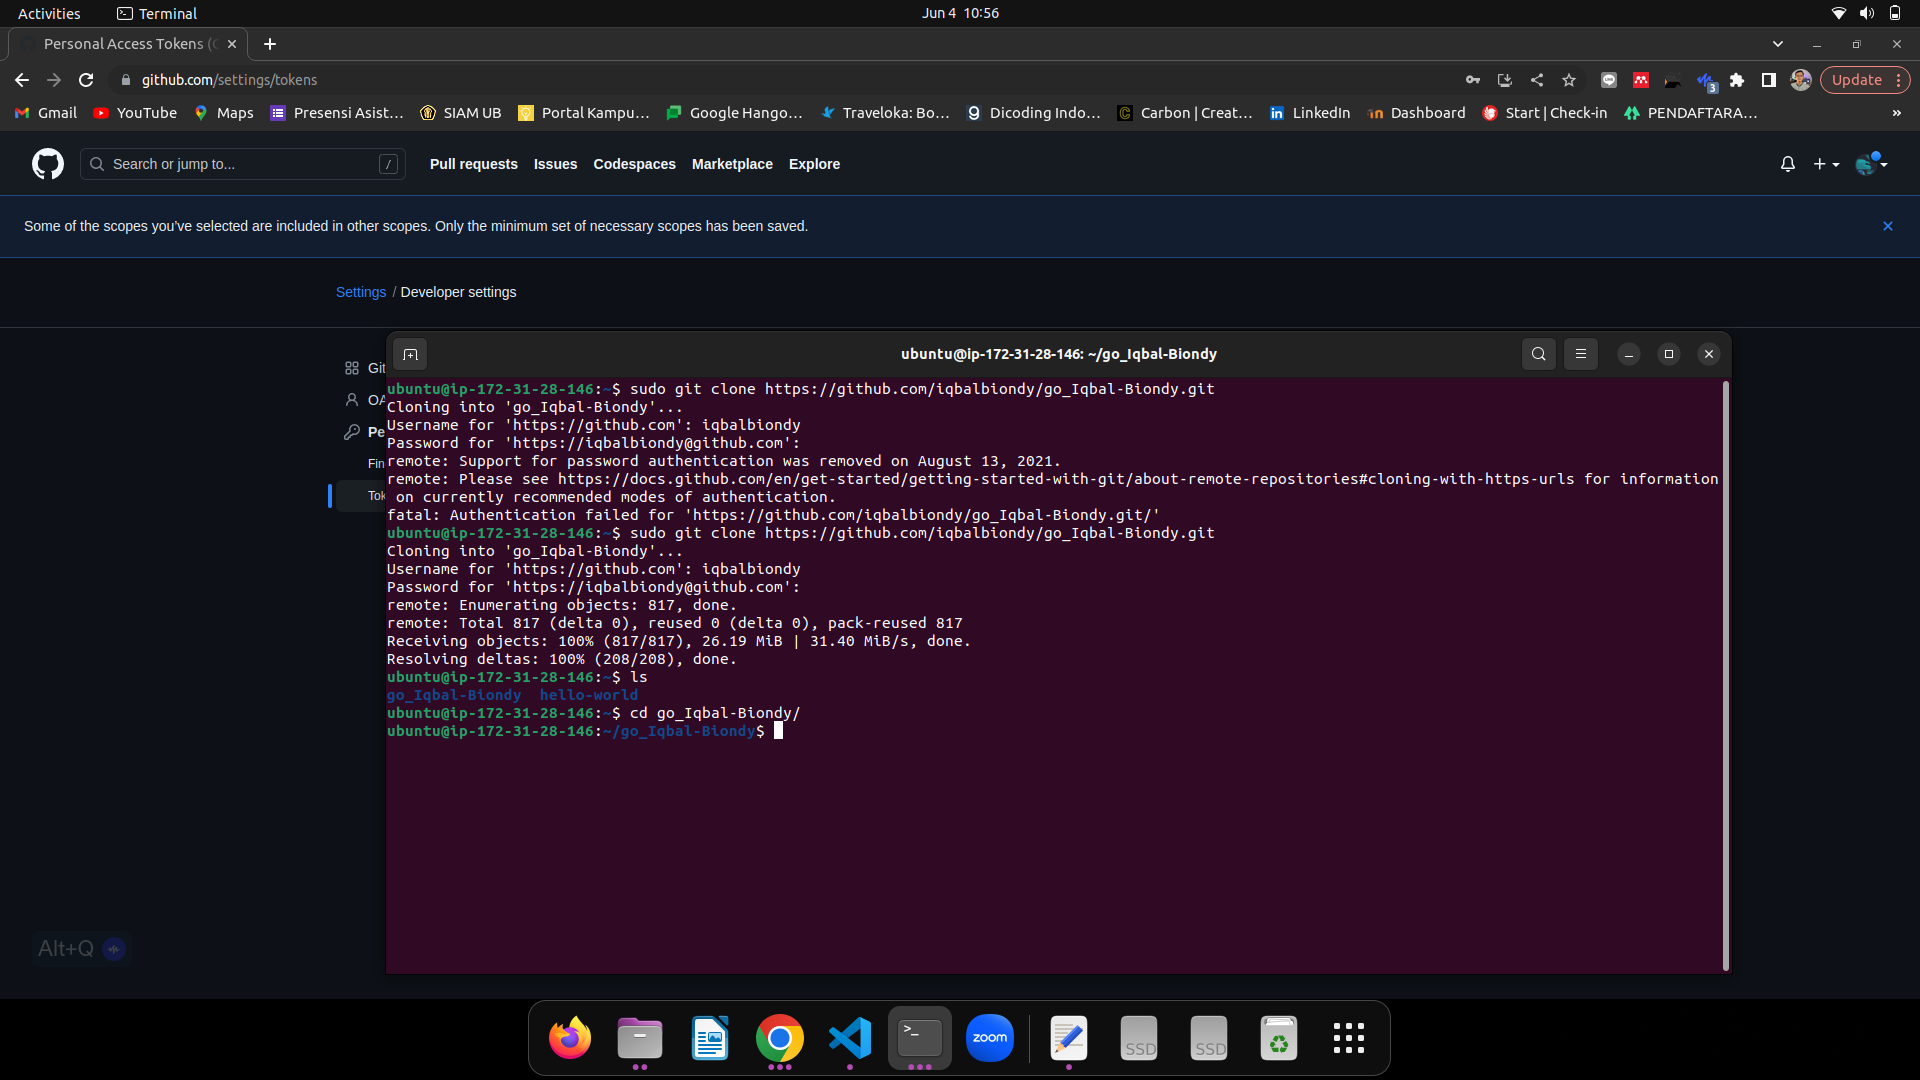 Activities
Terminal
Jun 4 10:56
Personal Access Tokens (
github.com/settings/tokens
3
Update
Gmail
YouTube
Maps
Presensi Asist...
SIAM UB
Portal Kampu...
Google Hango...
Traveloka: Bo...
Dicoding Indo...
Carbon | Creat...
LinkedIn
Dashboard
Start | Check-in
PENDAFTARA...
»
Search or jump to...
/
Pull requests
Issues
Codespaces
Marketplace
Explore
Some of the scopes you've selected are included in other scopes. Only the minimum set of necessary scopes has been saved.
Settings / Developer settings
Git
OA
Pe
Fin
Tok
ubuntu@ip-172-31-28-146: ~/go_Iqbal-Biondy
ubuntu@ip-172-31-28-146:~$ sudo git clone https://github.com/iqbalbiondy/go_Iqbal-Biondy.git
Cloning into 'go_Iqbal-Biondy'...
Username for 'https://github.com': iqbalbiondy
Password for 'https://iqbalbiondy@github.com':
remote: Support for password authentication was removed on August 13, 2021.
remote: Please see https://docs.github.com/en/get-started/getting-started-with-git/about-remote-repositories#cloning-with-https-urls for information
on currently recommended modes of authentication.
fatal: Authentication failed for 'https://github.com/iqbalbiondy/go_Iqbal-Biondy.git/'
ubuntu@ip-172-31-28-146:~$ sudo git clone https://github.com/iqbalbiondy/go_Iqbal-Biondy.git
Cloning into 'go_Iqbal-Biondy'...
Username for 'https://github.com': iqbalbiondy
Password for 'https://iqbalbiondy@github.com':
remote: Enumerating objects: 817, done.
remote: Total 817 (delta 0), reused 0 (delta 0), pack-reused 817
Receiving objects: 100% (817/817), 26.19 MiB | 31.40 MiB/s, done.
Resolving deltas: 100% (208/208), done.
ubuntu@ip-172-31-28-146:~$ ls
go_Iqbal-Biondy  hello-world
ubuntu@ip-172-31-28-146:~$ cd go_Iqbal-Biondy/
ubuntu@ip-172-31-28-146:~/go_Iqbal-Biondy$
Alt+Q
zoom
SSD
SSD